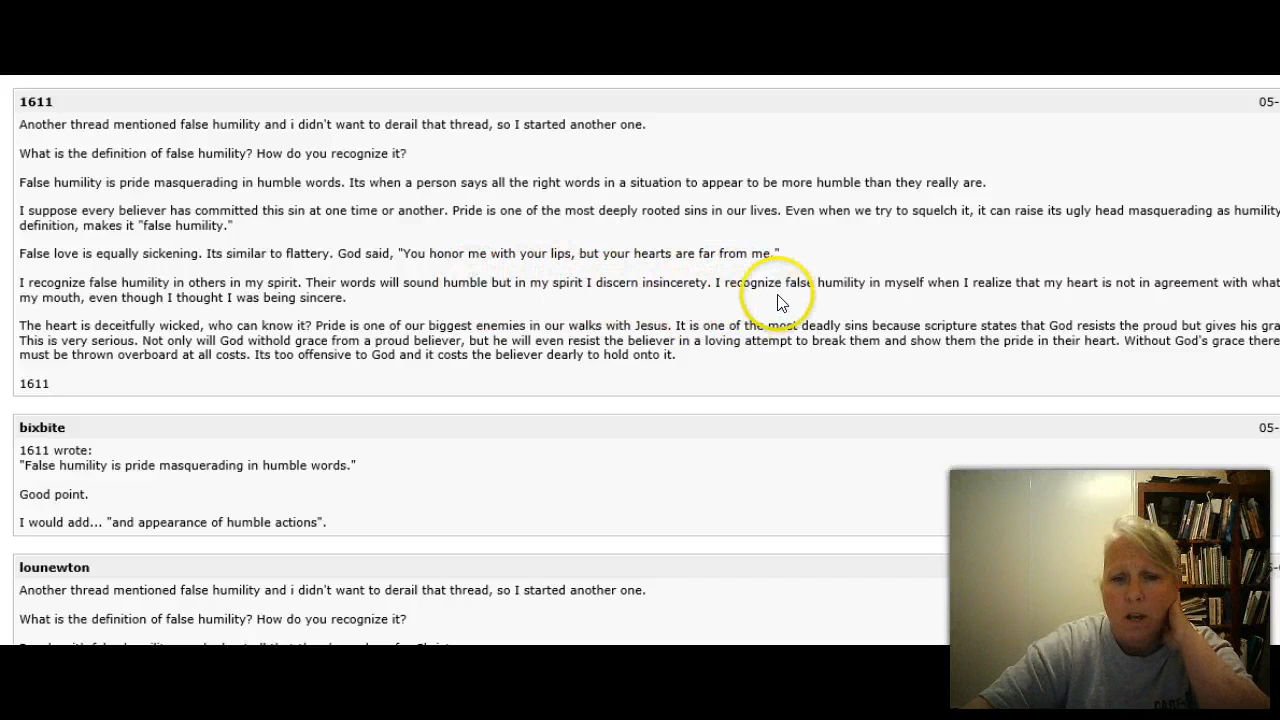 1611
05-
Another thread mentioned false humility and i didn't want to derail that thread, so I started another one.
What is the definition of false humility? How do you recognize it?
False humility is pride masquerading in humble words. Its when a person says all the right words in a situation to appear to be more humble than they really are.
I suppose every believer has committed this sin at one time or another. Pride is one of the most deeply rooted sins in our lives. Even when we try to squelch it, it can raise its ugly head masquerading as humility
definition, makes it "false humility."
False love is equally sickening. Its similar to flattery. God said, "You honor me with your lips, but your hearts are far from me."
I recognize false humility in others in my spirit. Their words will sound humble but in my spirit I discern insincerety. I recognize false humility in myself when I realize that my heart is not in agreement with what
my mouth, even though I thought I was being sincere.
The heart is deceitfully wicked, who can know it? Pride is one of our biggest enemies in our walks with Jesus. It is one of the most deadly sins because scripture states that God resists the proud but gives his gra
This is very serious. Not only will God withold grace from a proud believer, but he will even resist the believer in a loving attempt to break them and show them the pride in their heart. Without God's grace there
must be thrown overboard at all costs. Its too offensive to God and it costs the believer dearly to hold onto it.
1611
bixbite
05-
1611 wrote:
"False humility is pride masquerading in humble words."
Good point.
I would add... "and appearance of humble actions".
lounewton
Another thread mentioned false humility and i didn't want to derail that thread, so I started another one.
What is the definition of false humility? How do you recognize it?